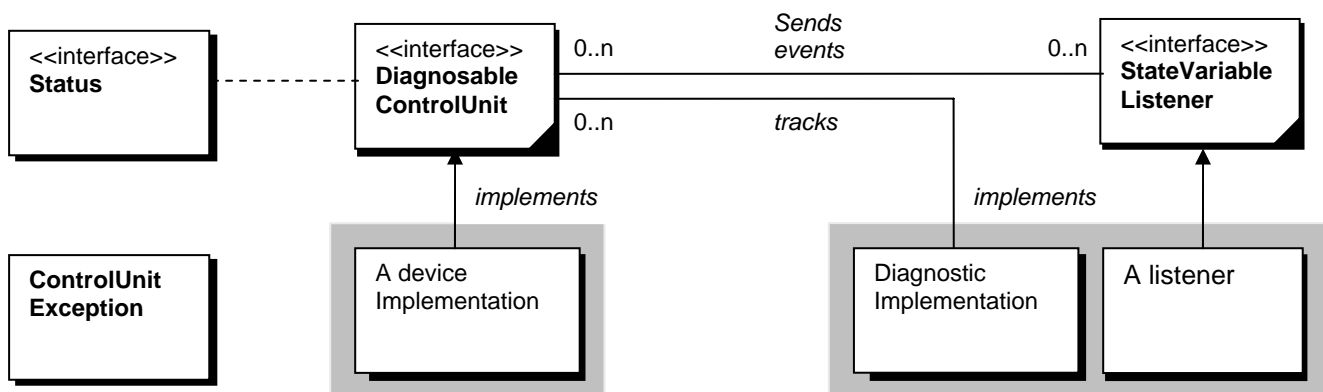 <<interface>>
Status
<<interface>>
Diagnosable
ControlUnit
0..n
Sends
events
0..n
<<interface>>
StateVariable
Listener
0..n
tracks
implements
implements
ControlUnit
Exception
A device
Implementation
Diagnostic
Implementation
A listener